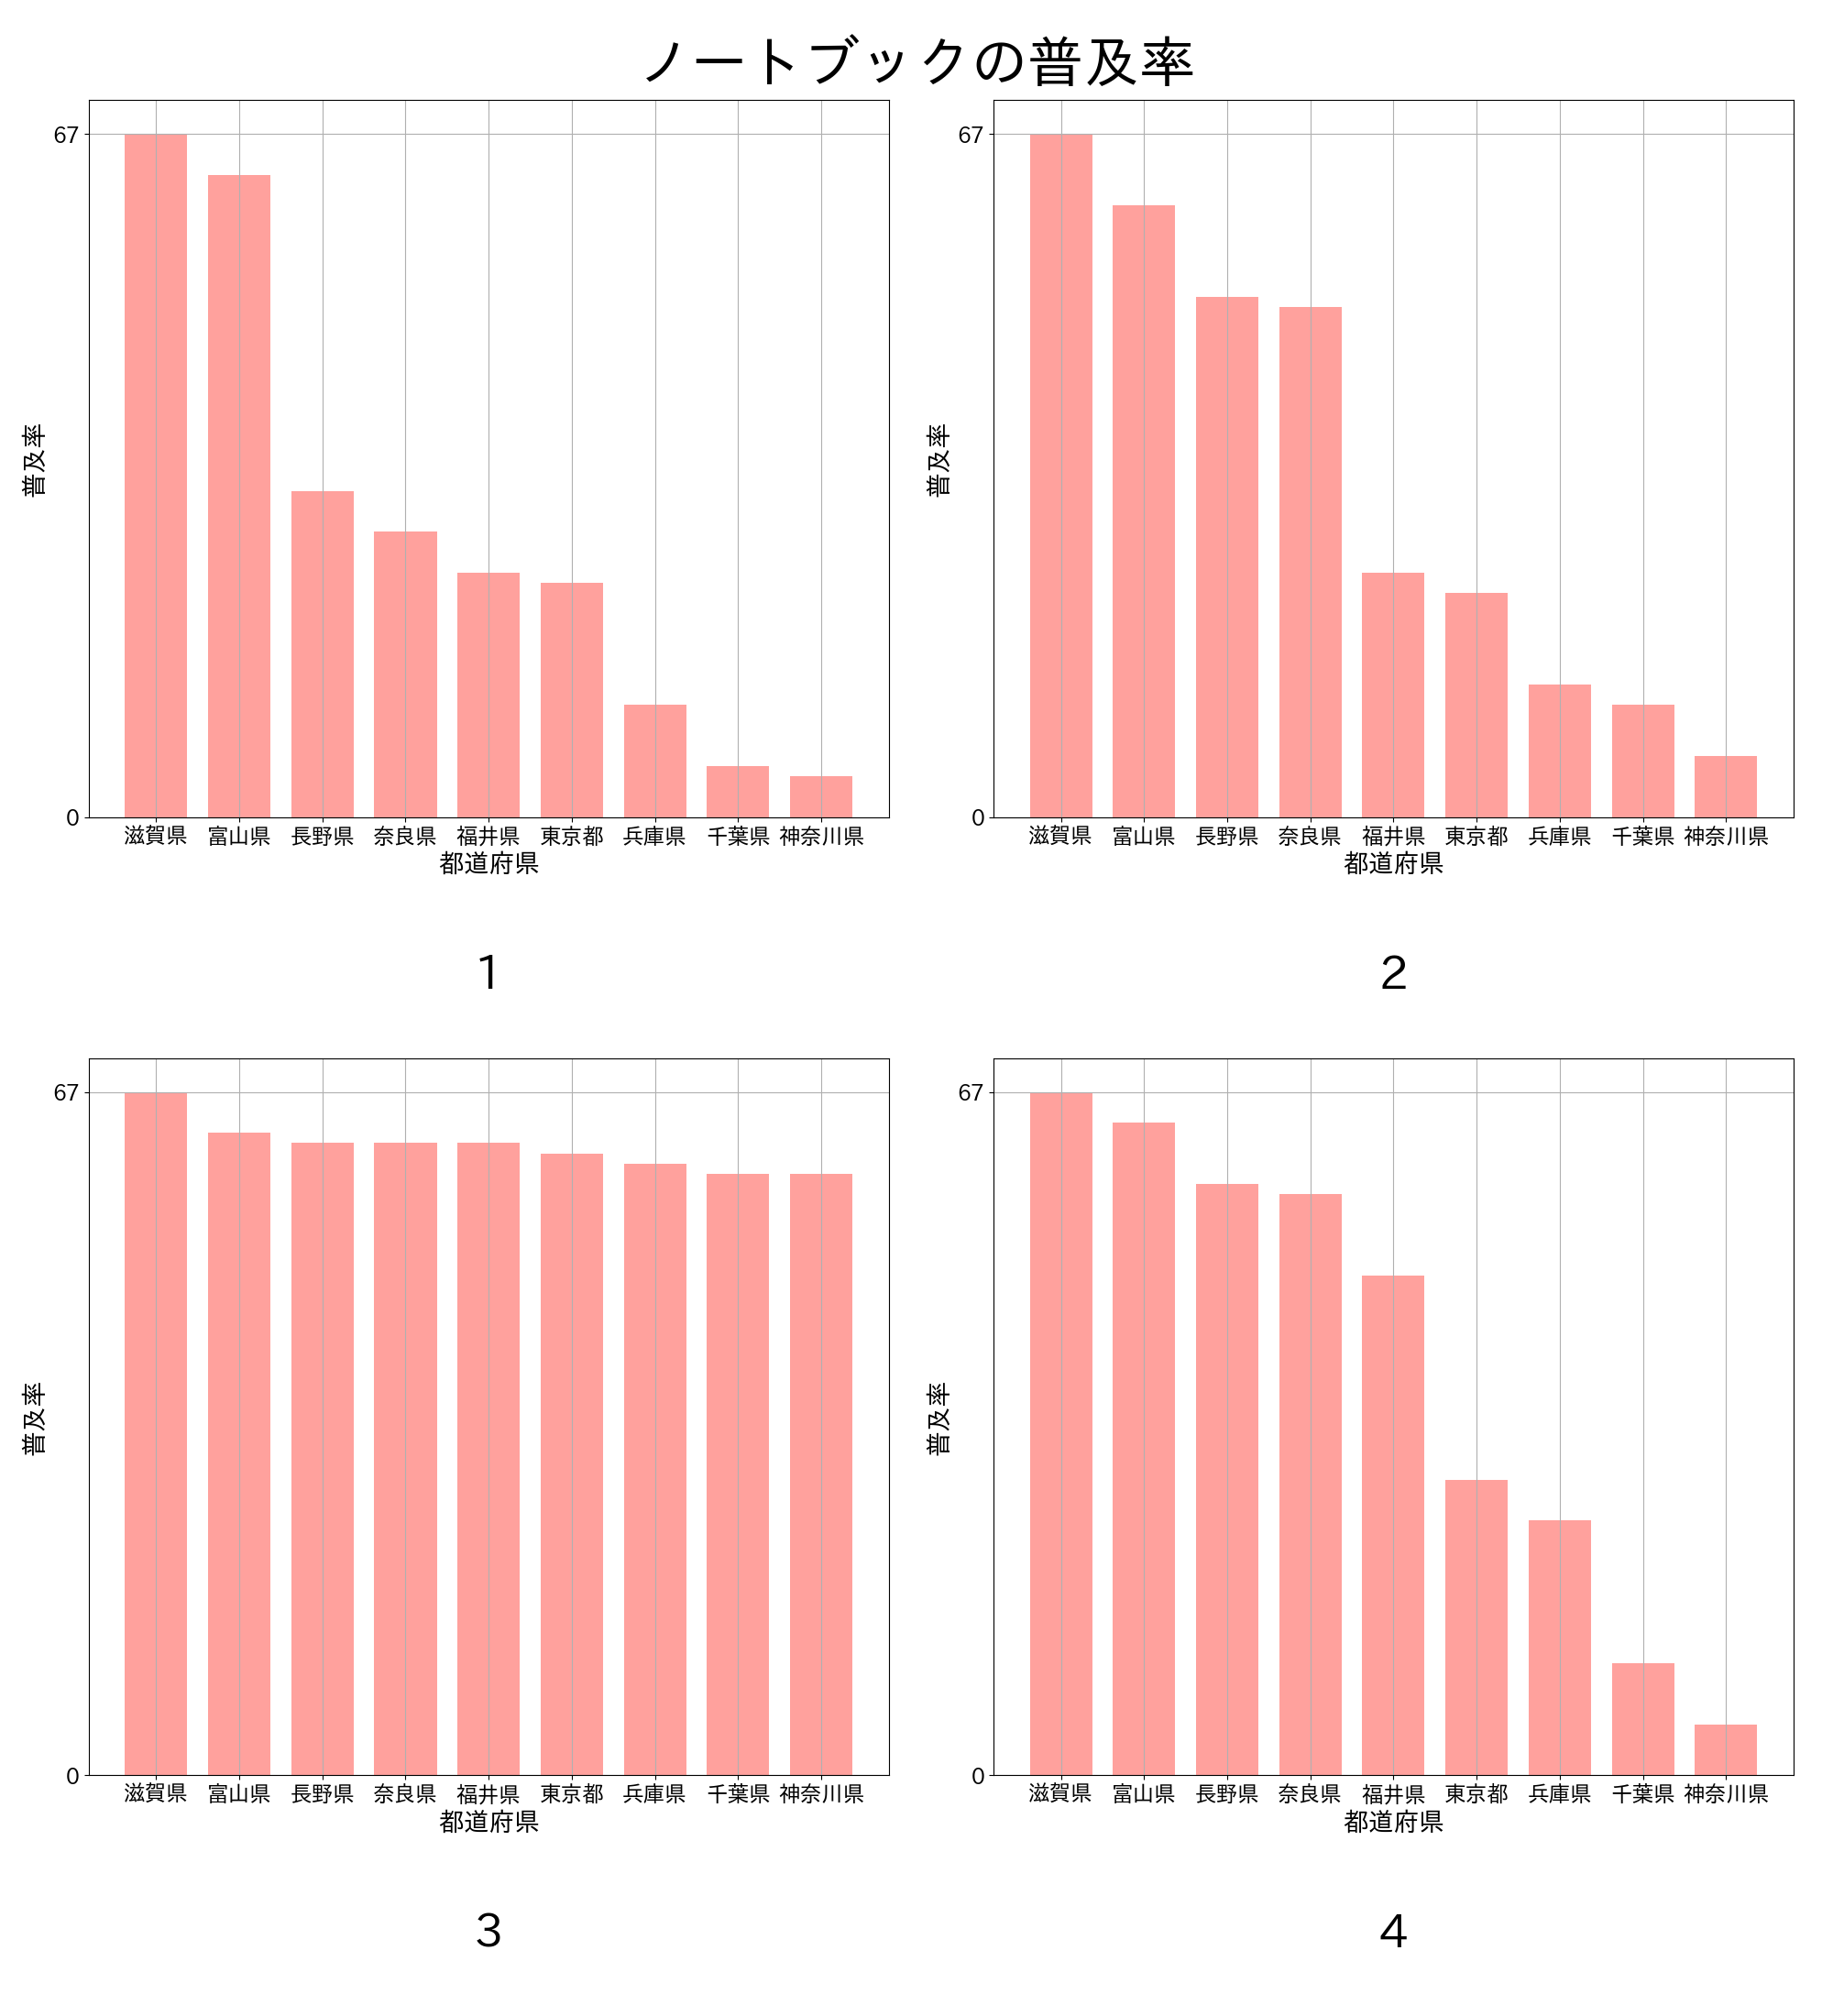 ノートブックの普及率
67
0
普及率
滋賀県 富山県 長野県 奈良県 福井県 東京都 兵庫県 千葉県 神奈川県
都道府県
1
67
0
普及率
滋賀県 富山県 長野県 奈良県 福井県 東京都 兵庫県 千葉県 神奈川県
都道府県
2
67
0
普及率
滋賀県 富山県 長野県 奈良県 福井県 東京都 兵庫県 千葉県 神奈川県
都道府県
3
67
0
普及率
滋賀県 富山県 長野県 奈良県 福井県 東京都 兵庫県 千葉県 神奈川県
都道府県
4